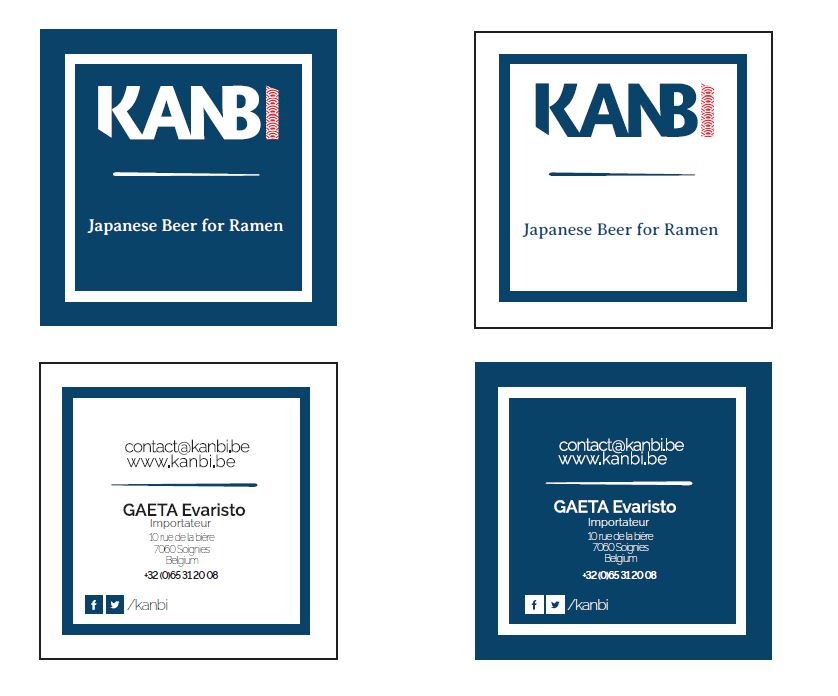 KANBI
Japanese Beer for Ramen
KANBI
Japanese Beer for Ramen
contact@kanbi.be
www.kanbi.be
GAETA Evaristo
Importateur
10 rue de la bière
7060 Soignies
Belgium
+32 (0)65 31 20 08
/kanbi
contact@kanbi.be
www.kanbi.be
GAETA Evaristo
Importateur
10 rue de la bière
7060 Soignies
Belgium
+32 (0)65 31 20 08
/kanbi